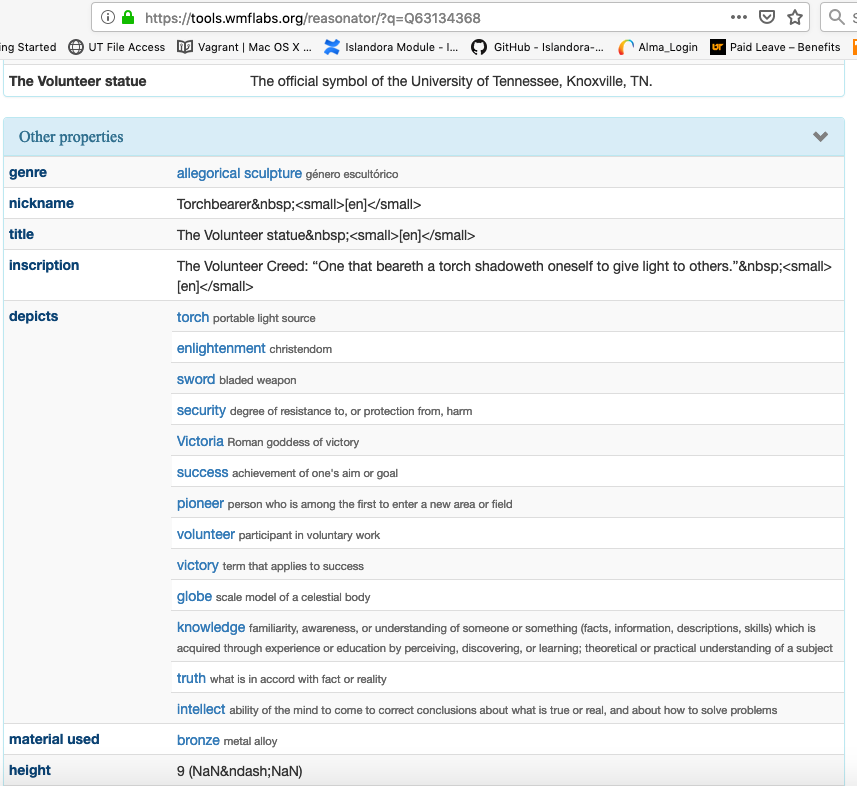 https://tools.wmflabs.org/reasonator/?q=Q63134368
ing Started UT File Access Vagrant | Mac OS X ... Islandora Module - I... GitHub - Islandora-... Alma_Login UT Paid Leave – Benefits
The Volunteer statue The official symbol of the University of Tennessee, Knoxville, TN.
Other properties
genre allegorical sculpture género escultórico
nickname Torchbearer&nbsp;<small>[en]</small>
title The Volunteer statue&nbsp;<small>[en]</small>
inscription The Volunteer Creed: “One that beareth a torch shadoweth oneself to give light to others.”&nbsp;<small>
[en]</small>
depicts torch portable light source
enlightenment christendom
sword bladed weapon
security degree of resistance to, or protection from, harm
Victoria Roman goddess of victory
success achievement of one's aim or goal
pioneer person who is among the first to enter a new area or field
volunteer participant in voluntary work
victory term that applies to success
globe scale model of a celestial body
knowledge familiarity, awareness, or understanding of someone or something (facts, information, descriptions, skills) which is
acquired through experience or education by perceiving, discovering, or learning; theoretical or practical understanding of a subject
truth what is in accord with fact or reality
intellect ability of the mind to come to correct conclusions about what is true or real, and about how to solve problems
material used bronze metal alloy
height 9 (NaN&ndash;NaN)